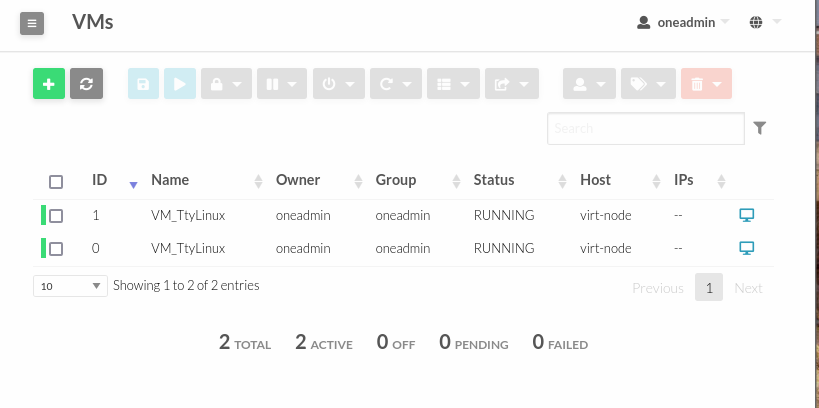 VMs
oneadmin
Search
ID Name Owner Group Status Host IPs
1 VM_TtyLinux oneadmin oneadmin RUNNING virt-node --
0 VM_TtyLinux oneadmin oneadmin RUNNING virt-node --
10 Showing 1 to 2 of 2 entries
Previous 1 Next
2 TOTAL 2 ACTIVE 0 OFF 0 PENDING 0 FAILED